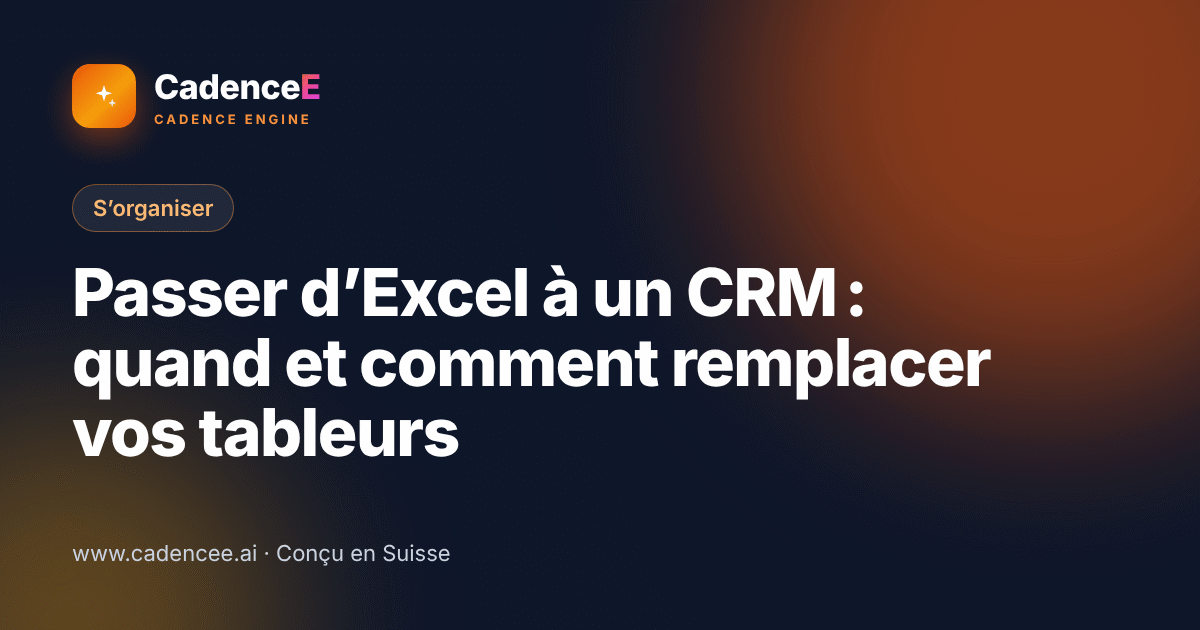 CadenceE
CADENCE ENGINE
S’organiser
Passer d’Excel à un CRM :
quand et comment remplacer
vos tableurs
www.cadencee.ai · Conçu en Suisse